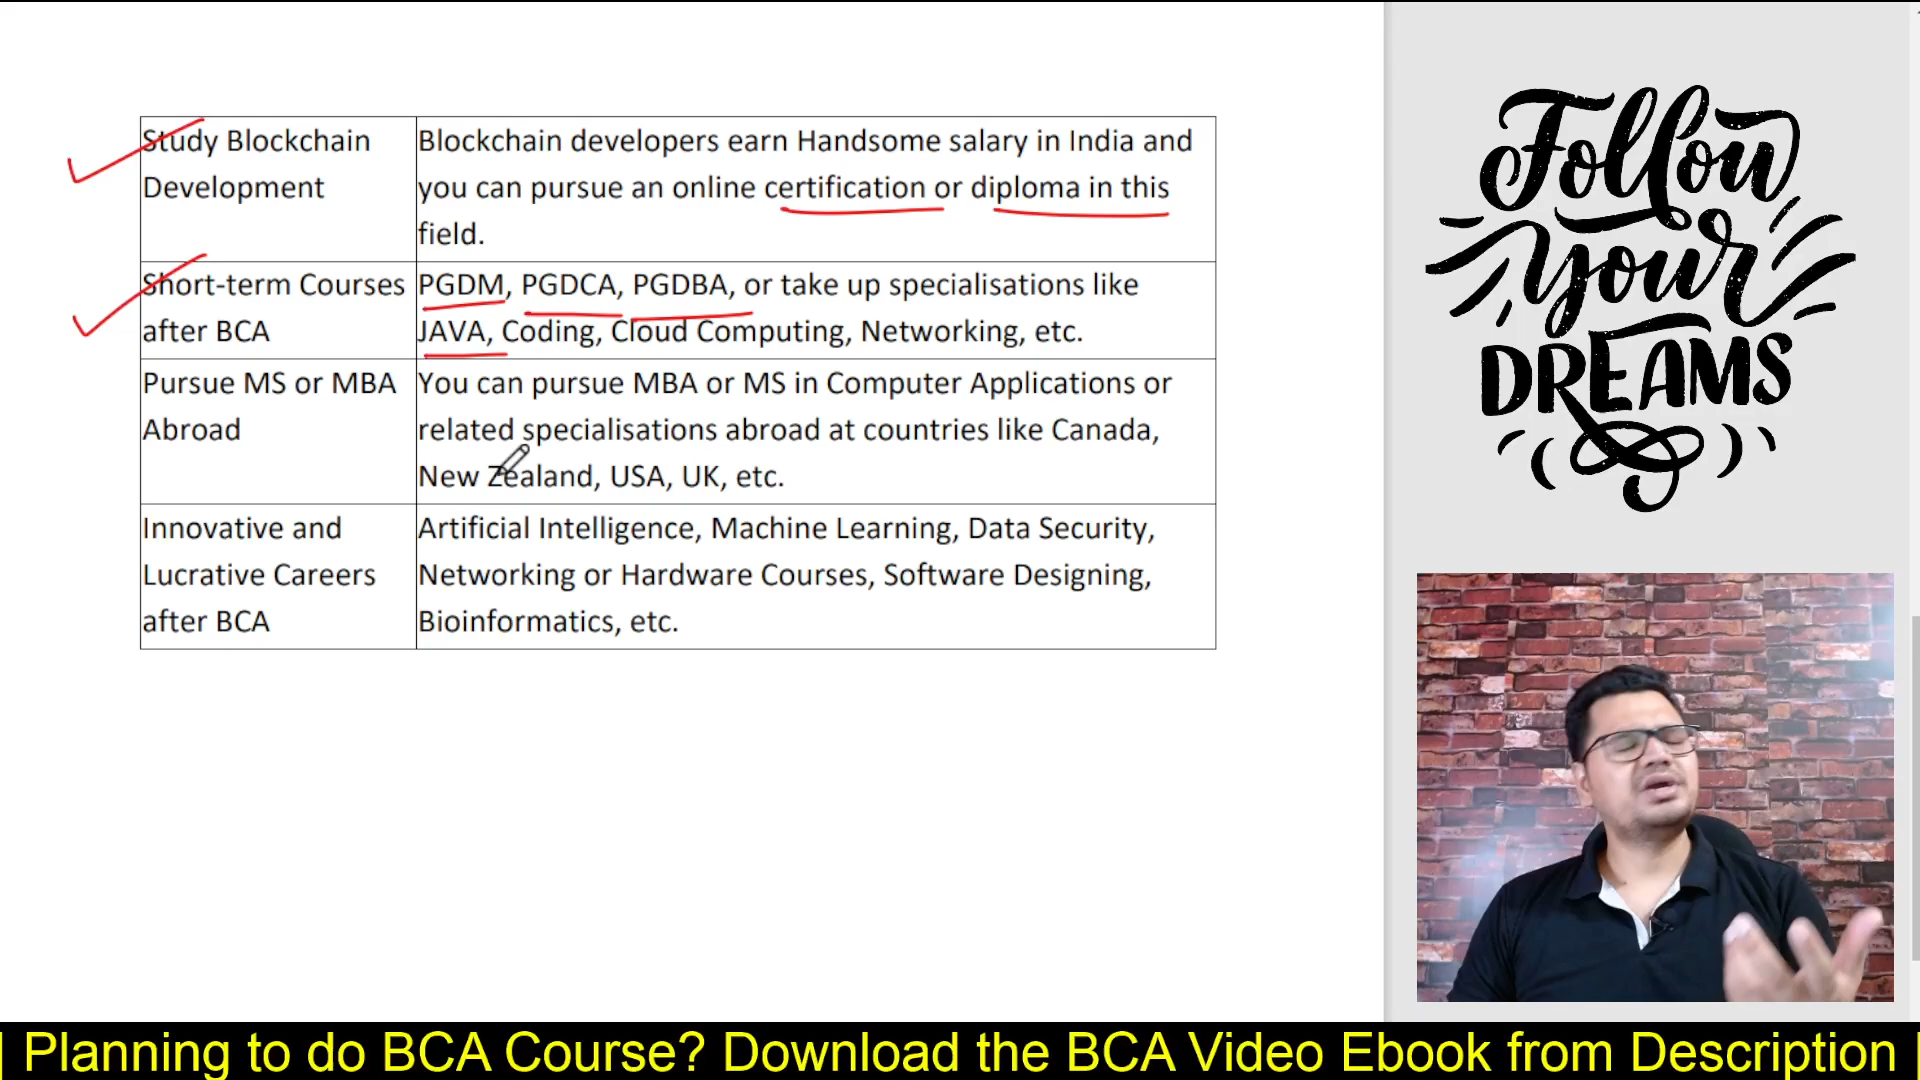 Study Blockchain
Development
Blockchain developers earn Handsome salary in India and
you can pursue an online certification or diploma in this
field.
Short-term Courses
after BCA
PGDM, PGDCA, PGDBA, or take up specialisations like
JAVA, Coding, Cloud Computing, Networking, etc.
Pursue MS or MBA
Abroad
You can pursue MBA or MS in Computer Applications or
related specialisations abroad at countries like Canada,
New Zealand, USA, UK, etc.
Innovative and
Lucrative Careers
after BCA
Artificial Intelligence, Machine Learning, Data Security,
Networking or Hardware Courses, Software Designing,
Bioinformatics, etc.
Follow
Your
DREAMS
| Planning to do BCA Course? Download the BCA Video Ebook from Description |